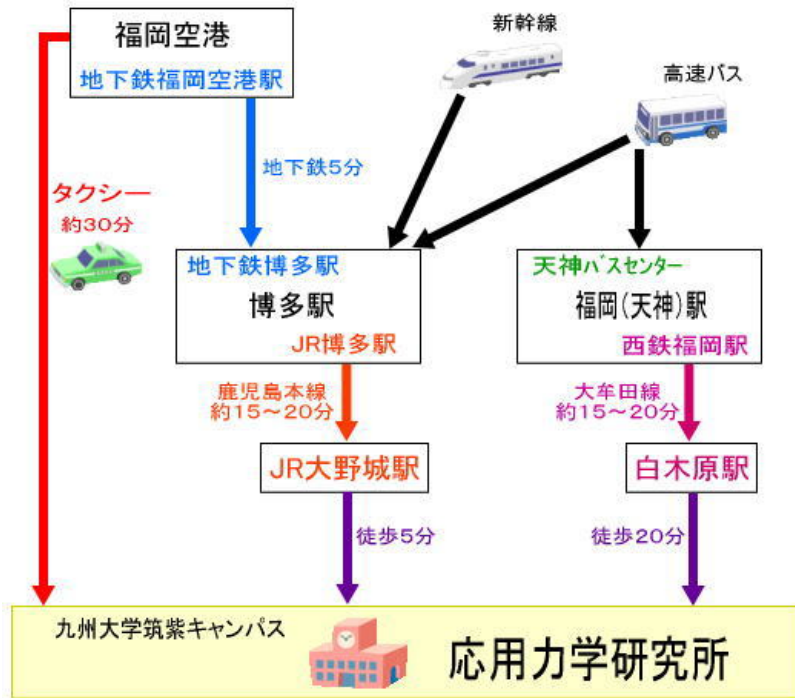 福岡空港
地下鉄福岡空港駅
新幹線
高速バス
地下鉄5分
タクシー
約30分
地下鉄博多駅
博多駅
JR博多駅
天神バスセンター
福岡(天神)駅
西鉄福岡駅
鹿児島本線
約15～20分
大牟田線
約15～20分
JR大野城駅
白木原駅
徒歩5分
徒歩20分
九州大学筑紫キャンパス
応用力学研究所